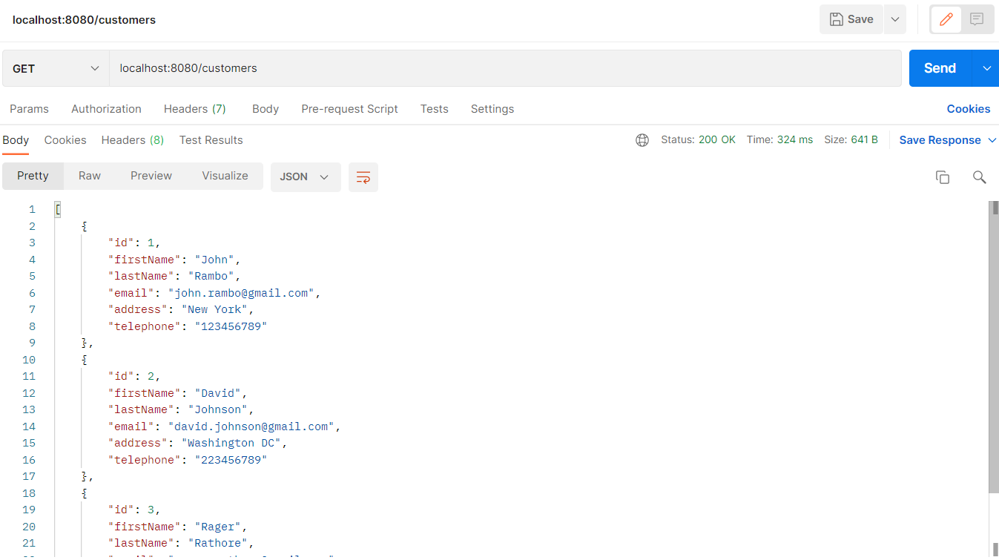 localhost:8080/customers
Save
GET localhost:8080/customers Send
Params Authorization Headers (7) Body Pre-request Script Tests Settings Cookies
Body Cookies Headers (8) Test Results Status: 200 OK Time: 324 ms Size: 641 B Save Response
Pretty Raw Preview Visualize JSON
1 [
2 {
3 "id": 1,
4 "firstName": "John",
5 "lastName": "Rambo",
6 "email": "john.rambo@gmail.com",
7 "address": "New York",
8 "telephone": "123456789"
9 },
10 {
11 "id": 2,
12 "firstName": "David",
13 "lastName": "Johnson",
14 "email": "david.johnson@gmail.com",
15 "address": "Washington DC",
16 "telephone": "223456789"
17 },
18 {
19 "id": 3,
20 "firstName": "Rager",
21 "lastName": "Rathore",